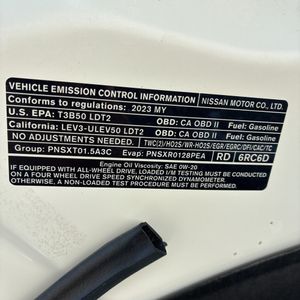 VEHICLE EMISSION CONTROL INFORMATION NISSAN MOTOR CO., LTD.
Conforms to regulations: 2023 MY
U.S. EPA: T3B50 LDT2 OBD: CA OBD II Fuel: Gasoline
California: LEV3-ULEV50 LDT2 OBD: CA OBD II Fuel: Gasoline
NO ADJUSTMENTS NEEDED. TWC(2)/HO2S/WR-HO2S/EGR/EGRC/DFI/CAC/TC
Group: PNSXT01.5A3C Evap: PNSXR0128PEA RD 6RC6D
Engine Oil Viscosity: SAE 0W-20
IF EQUIPPED WITH ALL-WHEEL DRIVE, LOADED I/M TESTING MUST BE CONDUCTED
ON A FOUR WHEEL DRIVE SPEED SYNCHRONIZED DYNAMOMETER.
OTHERWISE, A NON-LOADED TEST MUST BE CONDUCTED.